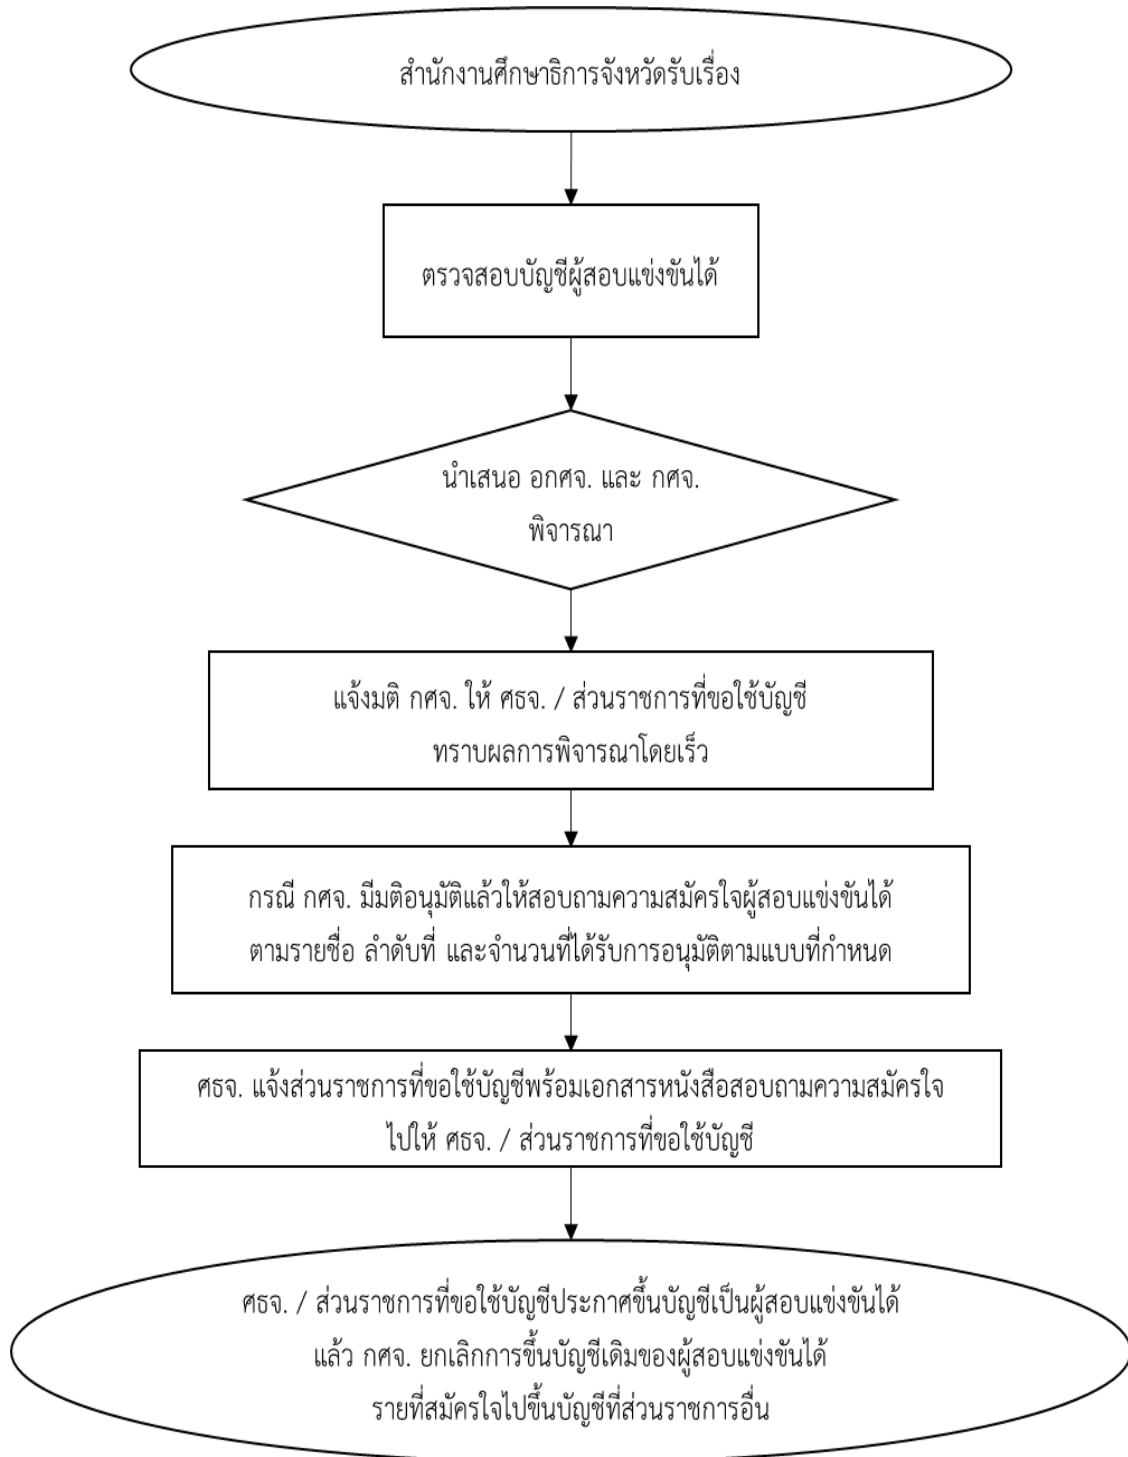 สำนักงานศึกษาธิการจังหวัดรับเรื่อง
ตรวจสอบบัญชีผู้สอบแข่งขันได้
นำเสนอ อกศจ. และ กศจ.
พิจารณา
แจ้งมติ กศจ. ให้ ศธจ. / ส่วนราชการที่ขอใช้บัญชี
ทราบผลการพิจารณาโดยเร็ว
กรณี กศจ. มีมติอนุมัติแล้วให้สอบถามความสมัครใจผู้สอบแข่งขันได้
ตามรายชื่อ ลำดับที่ และจำนวนที่ได้รับการอนุมัติตามแบบที่กำหนด
ศธจ. แจ้งส่วนราชการที่ขอใช้บัญชีพร้อมเอกสารหนังสือสอบถามความสมัครใจ
ไปให้ ศธจ. / ส่วนราชการที่ขอใช้บัญชี
ศธจ. / ส่วนราชการที่ขอใช้บัญชีประกาศขึ้นบัญชีเป็นผู้สอบแข่งขันได้
แล้ว กศจ. ยกเลิกการขึ้นบัญชีเดิมของผู้สอบแข่งขันได้
รายที่สมัครใจไปขึ้นบัญชีที่ส่วนราชการอื่น